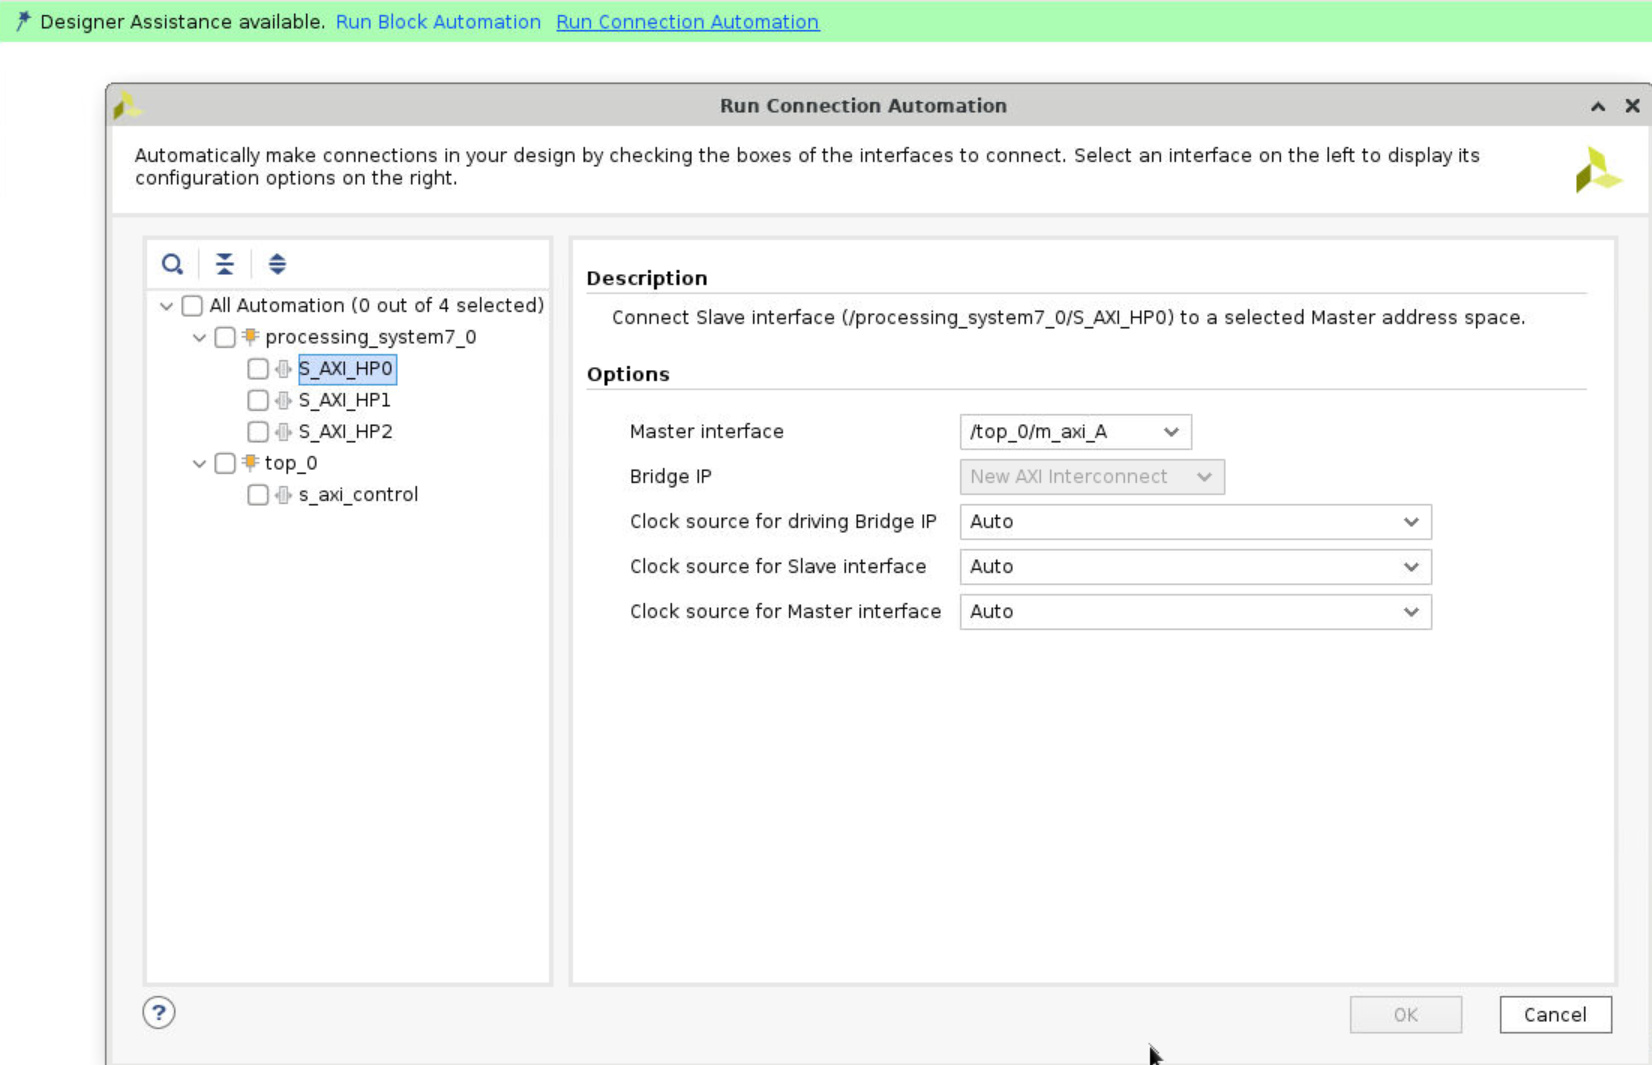 Designer Assistance available. Run Block Automation Run Connection Automation
Run Connection Automation
Automatically make connections in your design by checking the boxes of the interfaces to connect. Select an interface on the left to display its
configuration options on the right.
All Automation (0 out of 4 selected)
processing_system7_0
S_AXI_HP0
S_AXI_HP1
S_AXI_HP2
top_0
s_axi_control
Description
Connect Slave interface (/processing_system7_0/S_AXI_HP0) to a selected Master address space.
Options
Master interface /top_0/m_axi_A
Bridge IP New AXI Interconnect
Clock source for driving Bridge IP Auto
Clock source for Slave interface Auto
Clock source for Master interface Auto
?
OK Cancel